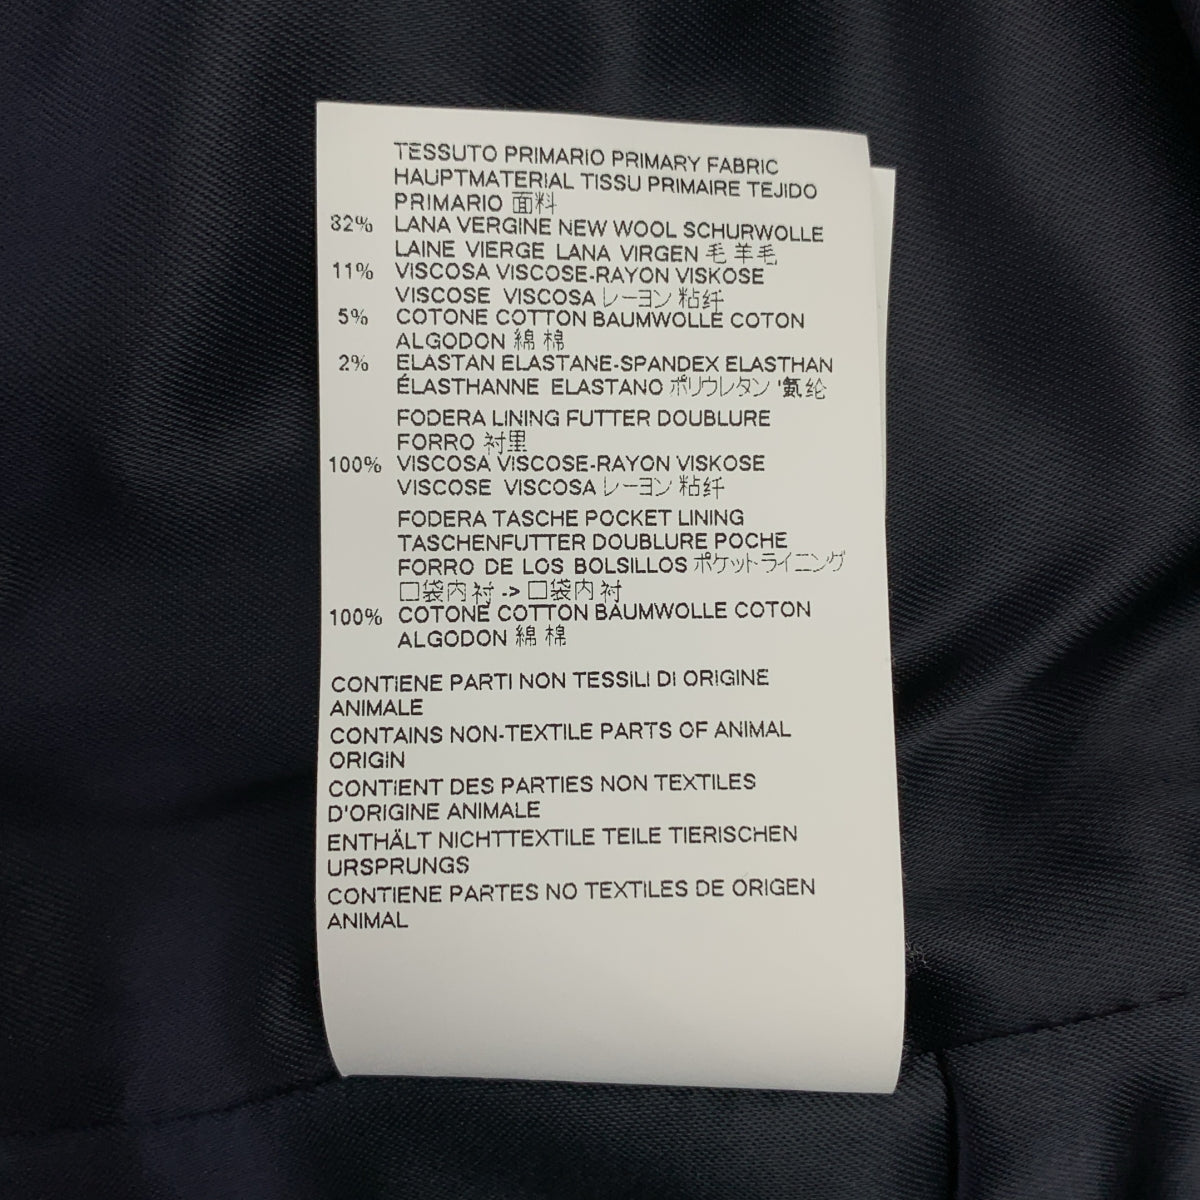 TESSUTO PRIMARIO PRIMARY FABRIC
HAUPTMATERIAL TISSU PRIMAIRE TEJIDO
PRIMARIO 面料
82% LANA VERGINE NEW WOOL SCHURWOLLE
LAINE VIERGE LANA VIRGEN 毛 羊毛
11% VISCOSA VISCOSE-RAYON VISKOSE
VISCOSE VISCOSA レーヨン 粘纤
5% COTONE COTTON BAUMWOLLE COTON
ALGODON 綿 棉
2% ELASTAN ELASTANE-SPANDEX ELASTHAN
ÉLASTHANNE ELASTANO ポリウレタン '氨纶
FODERA LINING FUTTER DOUBLURE
FORRO 衬里
100% VISCOSA VISCOSE-RAYON VISKOSE
VISCOSE VISCOSA レーヨン 粘纤
FODERA TASCHE POCKET LINING
TASCHENFUTTER DOUBLURE POCHE
FORRO DE LOS BOLSILLOS ポケットライニング
口袋内衬 -> 口袋内衬
100% COTONE COTTON BAUMWOLLE COTON
ALGODON 綿 棉
CONTIENE PARTI NON TESSILI DI ORIGINE
ANIMALE
CONTAINS NON-TEXTILE PARTS OF ANIMAL
ORIGIN
CONTIENT DES PARTIES NON TEXTILES
D'ORIGINE ANIMALE
ENTHÄLT NICHTTEXTILE TEILE TIERISCHEN
URSPRUNGS
CONTIENE PARTES NO TEXTILES DE ORIGEN
ANIMAL